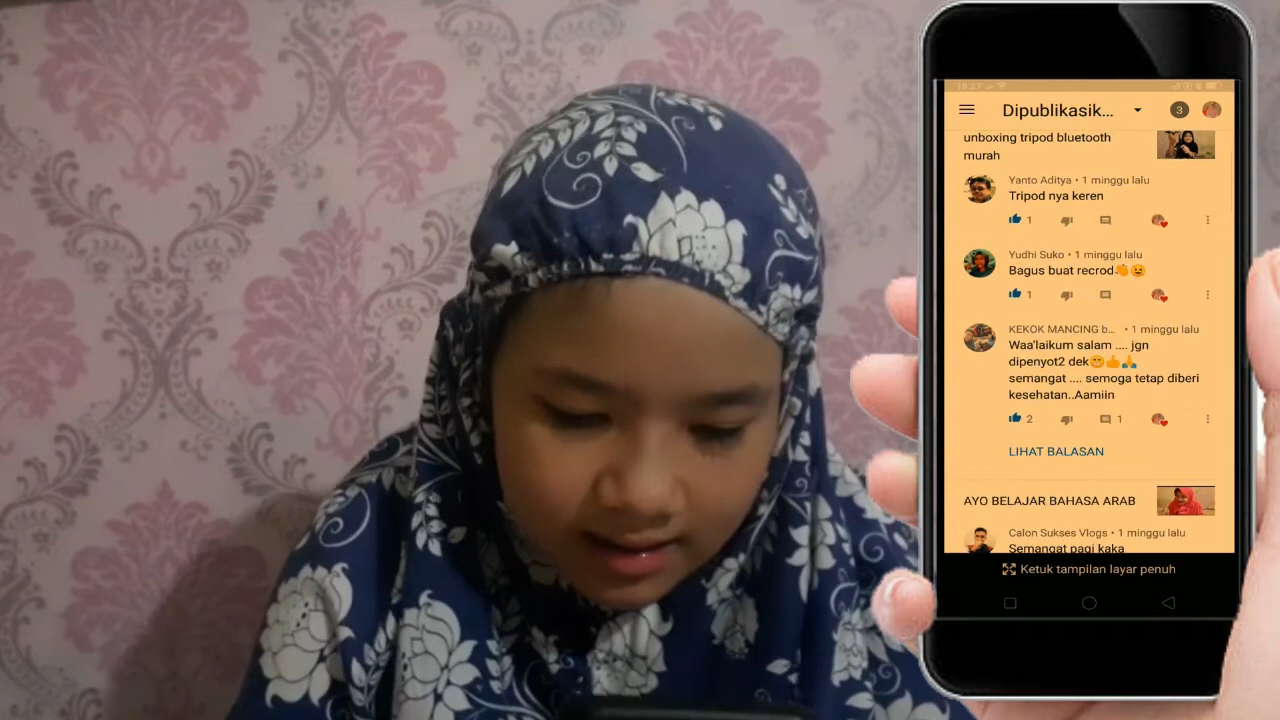 18.27
Dipublikasik...
3
unbоxing tripod bluetooth
murah
Yanto Aditya • 1 minggu lalu
Tripod nya keren
1
Yudhi Suko • 1 minggu lalu
Bagus buat recrod👏😉
1
KEKOK MANCING b... • 1 minggu lalu
Waa'laikum salam .... jgn
dipenyot2 dek😁👍🙏
semangat .... semoga tetap diberi
kesehatan..Aamiin
2 1
LIHAT BALASAN
AYO BELAJAR BAHASA ARAB
Calon Sukses Vlogs • 1 minggu lalu
Semangat pagi kaka
Ketuk tampilan layar penuh